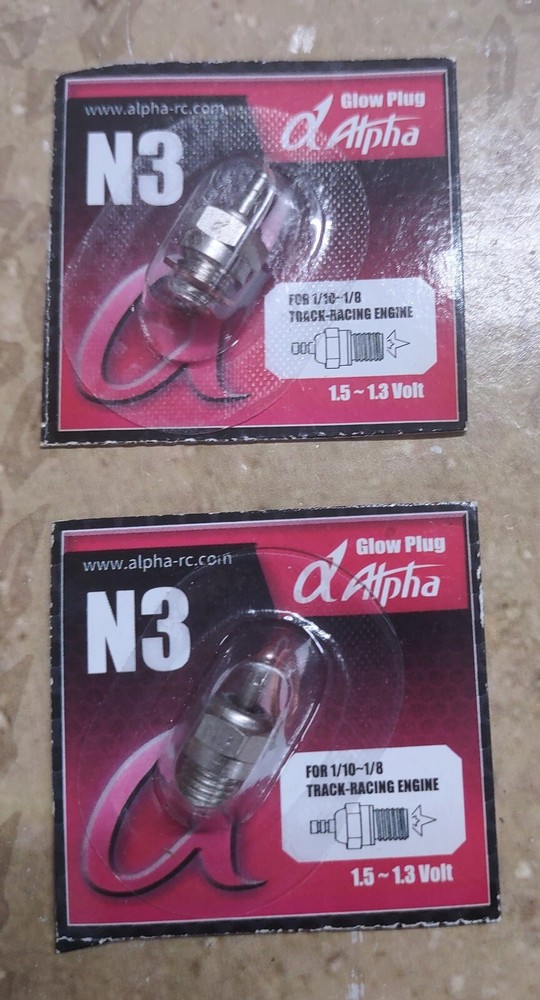 www.alpha-rc.com
Glow Plug
α Alpha
N3
FOR 1/10~1/8
TRACK-RACING ENGINE
1.5 ~ 1.3 Volt
www.alpha-rc.com
Glow Plug
α Alpha
N3
FOR 1/10~1/8
TRACK-RACING ENGINE
1.5 ~ 1.3 Volt